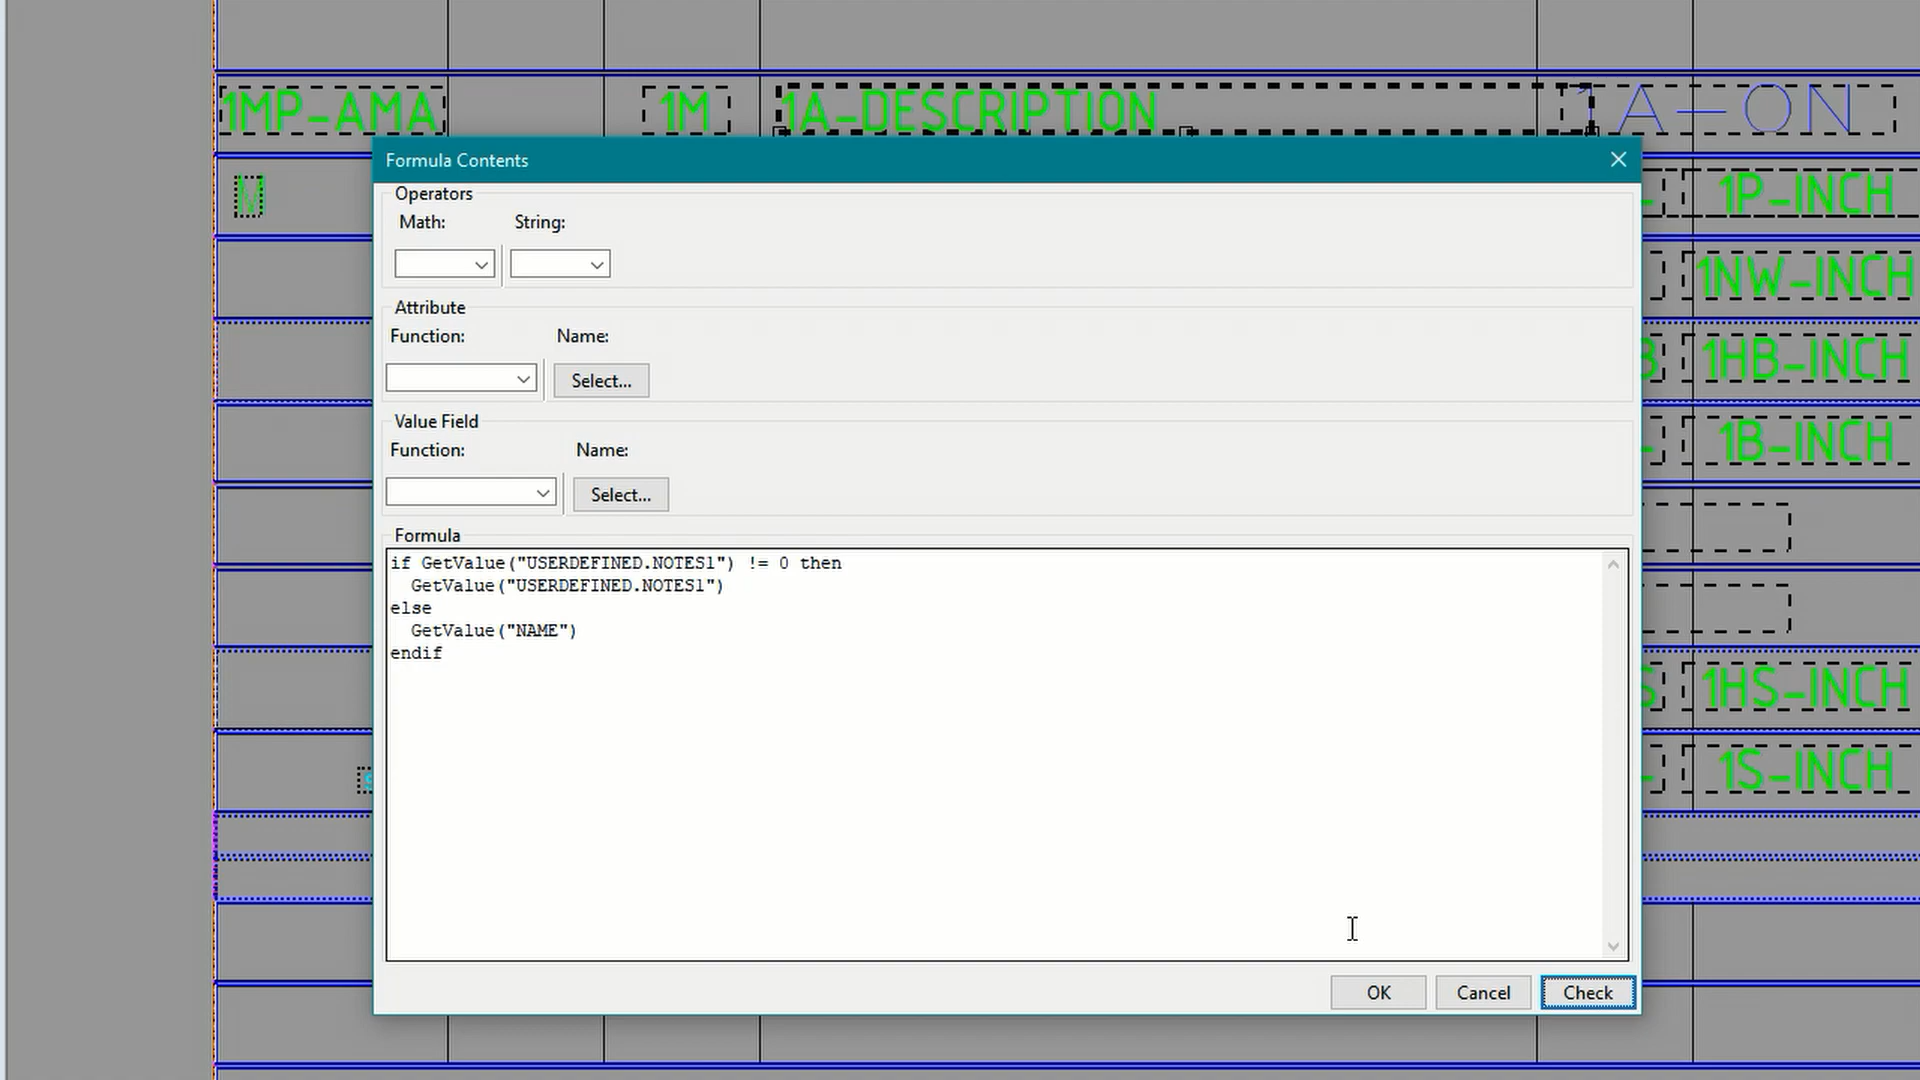 1MP-AMA 1M 1A-DESCRIPTION 1A-ON
Formula Contents
Operators
M 1P-INCH
Math: String:
1NW-INCH
Attribute
Function: Name:
1HB-INCH
Select...
Value Field
1B-INCH
Function: Name:
Select...
Formula
if GetValue("USERDEFINED.NOTES1") != 0 then
GetValue("USERDEFINED.NOTES1")
else
GetValue("NAME")
endif
1HS-INCH
1S-INCH
OK Cancel Check